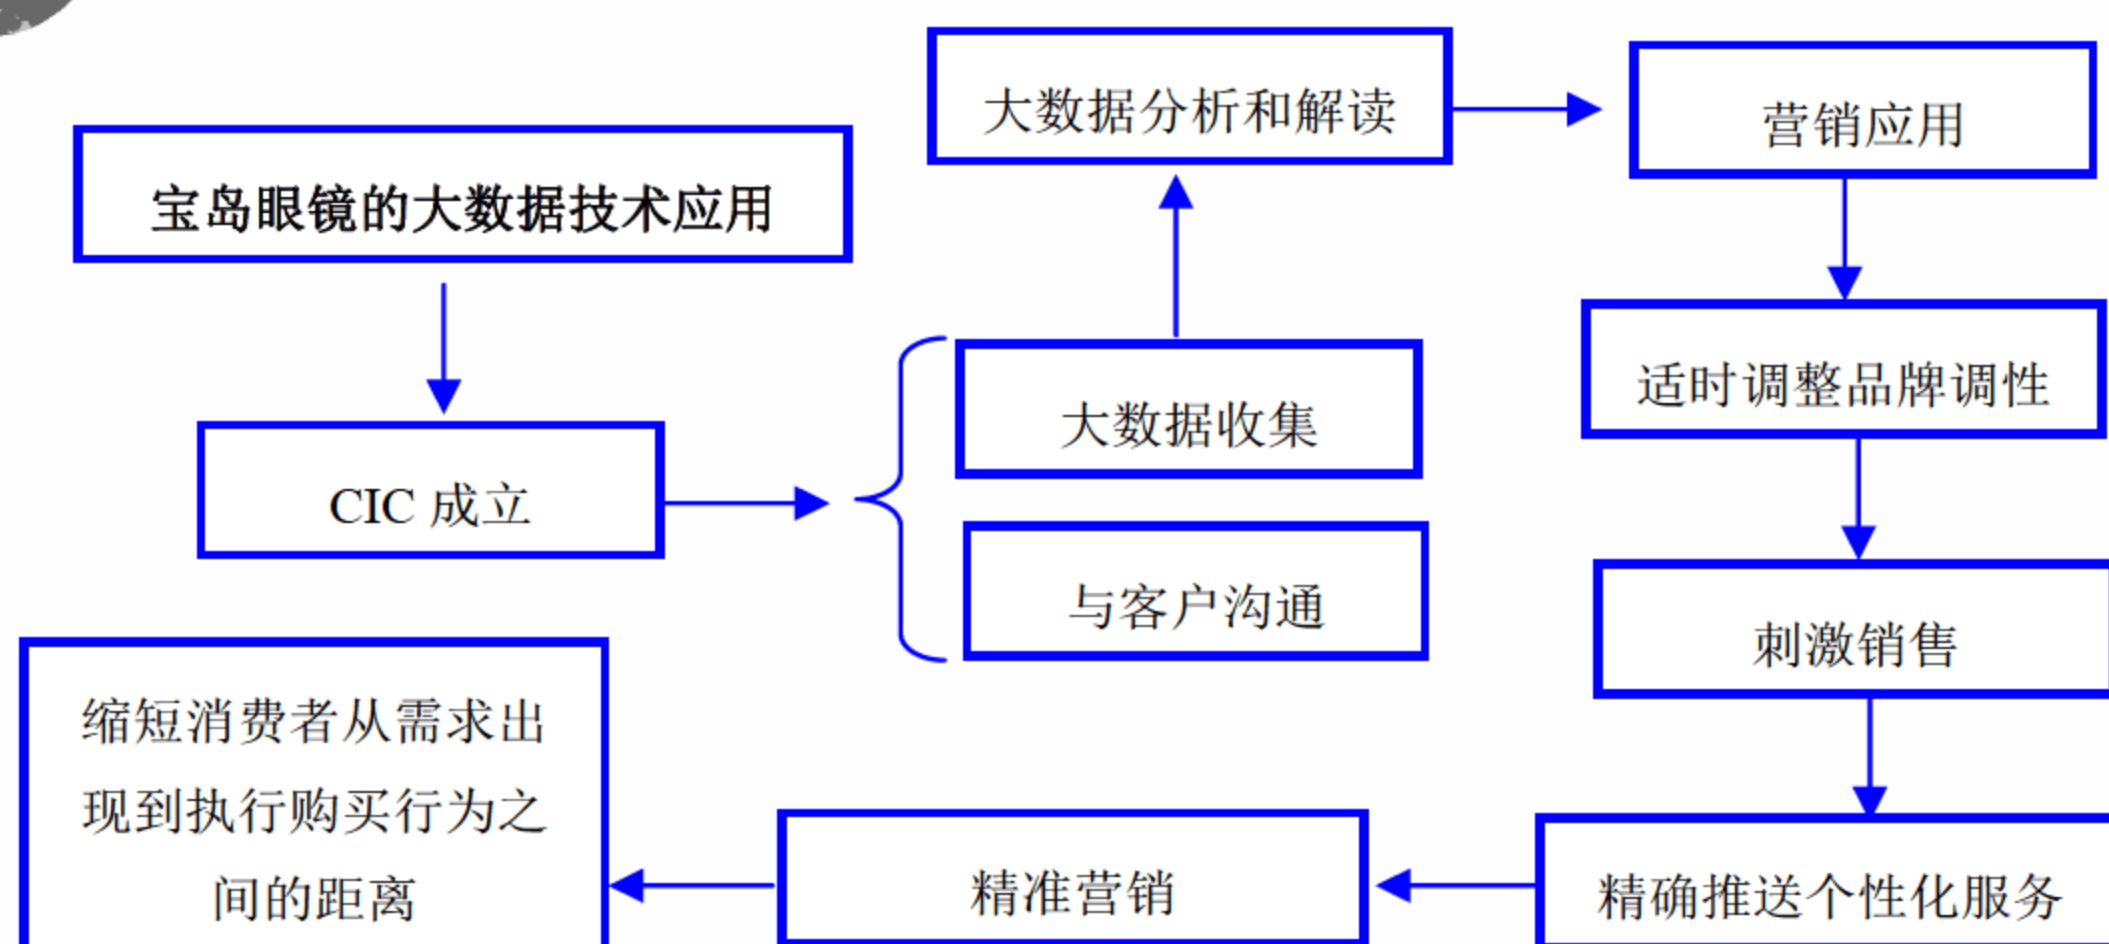 宝岛眼镜的大数据技术应用
CIC 成立
大数据收集
与客户沟通
大数据分析和解读
营销应用
适时调整品牌调性
刺激销售
精确推送个性化服务
精准营销
缩短消费者从需求出
现到执行购买行为之
间的距离